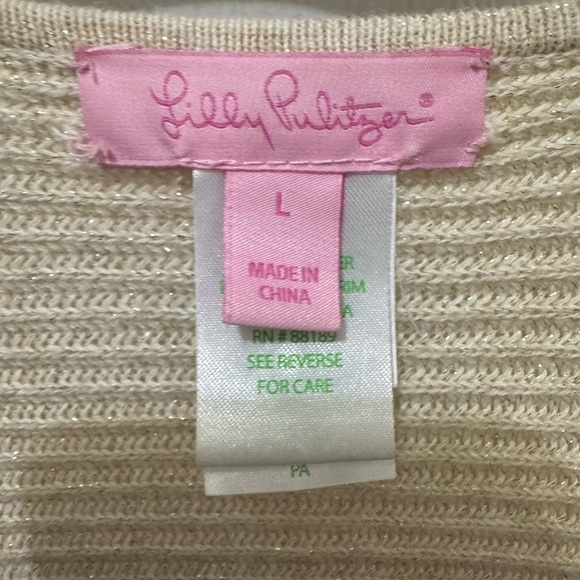 Lilly Pulitzer®
L
MADE IN
CHINA
RN # 88189
SEE REVERSE
FOR CARE
PA